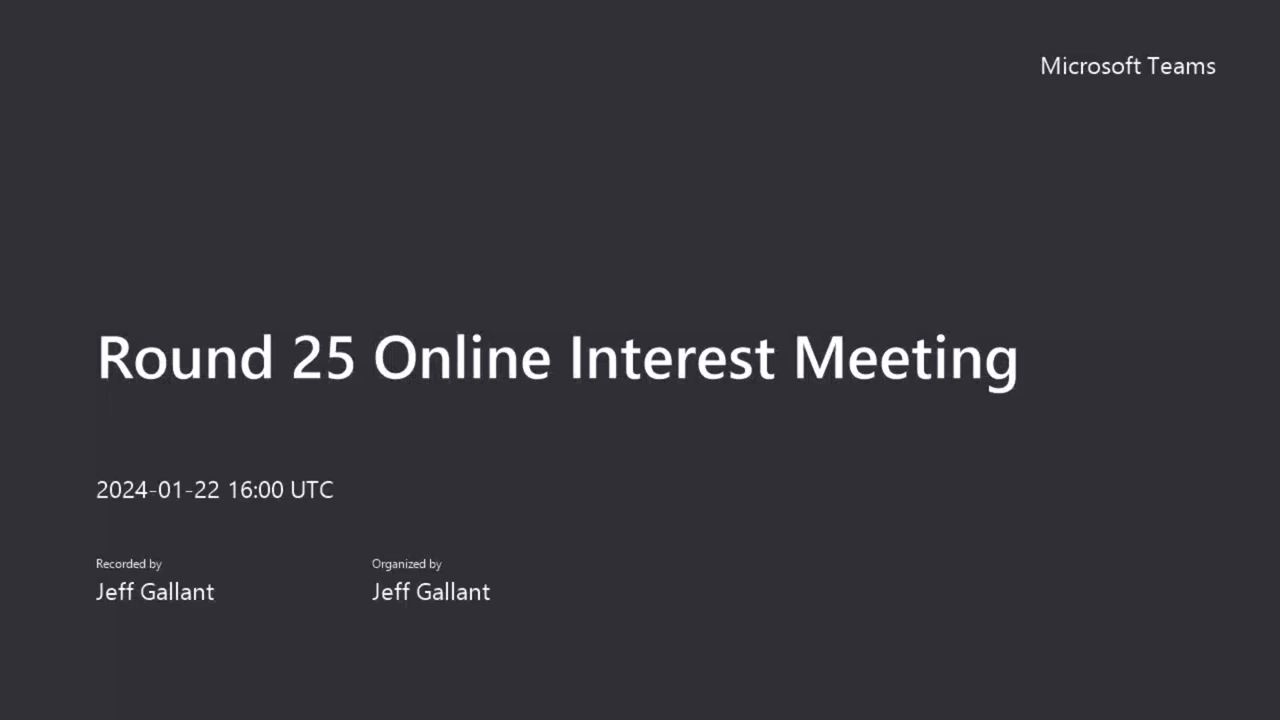 Microsoft Teams
Round 25 Online Interest Meeting
2024-01-22 16:00 UTC
Recorded by
Jeff Gallant
Organized by
Jeff Gallant